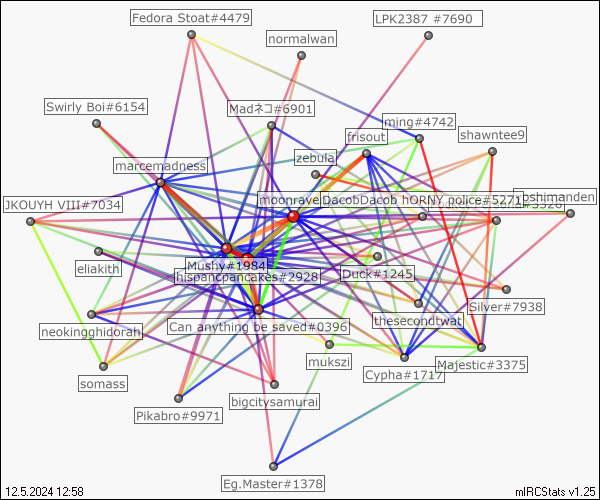 Fedora Stoat#4479
LPK2387 #7690
normalwan
Swirly Boi#6154
Madネコ#6901
ming#4742
frisout
shawntee9
zebula
marcemadness
moonrave
DacobDacob
hORNY police#5271
oshimanden
JKOUYH VIII#7034
eliakith
Mushy#1984
hispanicpancakes#2928
Duck#1245
Silver#7938
neokingghidorah
Can anything be saved#0396
thesecondtwat
mukszi
Cypha#1717
Majestic#3375
somass
bigcitysamurai
Pikabro#9971
Eg.Master#1378
12.5.2024 12:58
mIRCStats v1.25